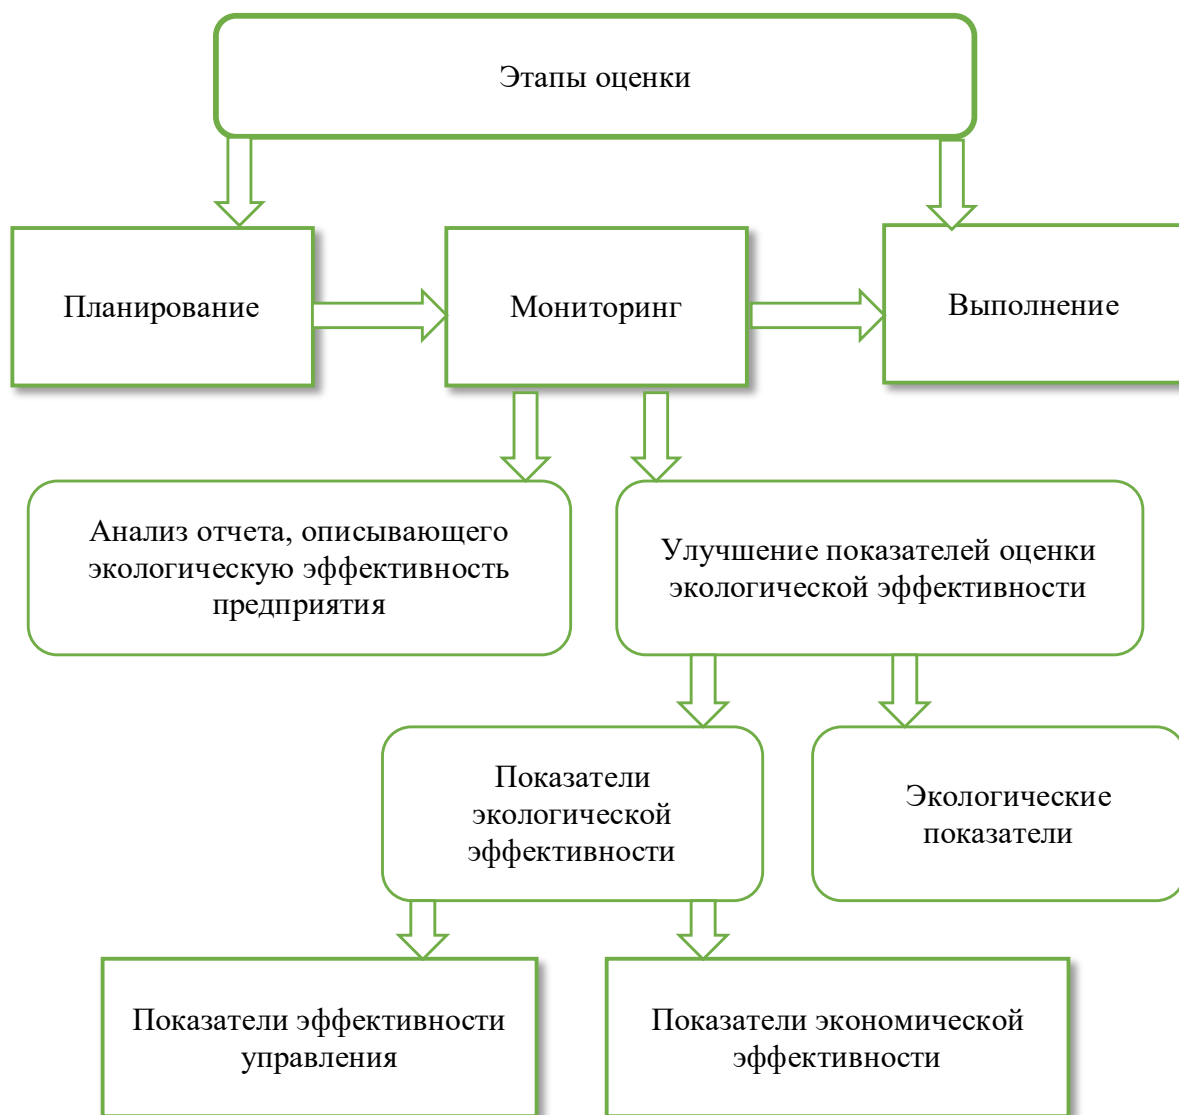 Этапы оценки
Планирование
Мониторинг
Выполнение
Анализ отчета, описывающего
экологическую эффективность
предприятия
Улучшение показателей оценки
экологической эффективности
Показатели
экологической
эффективности
Экологические
показатели
Показатели эффективности
управления
Показатели экономической
эффективности